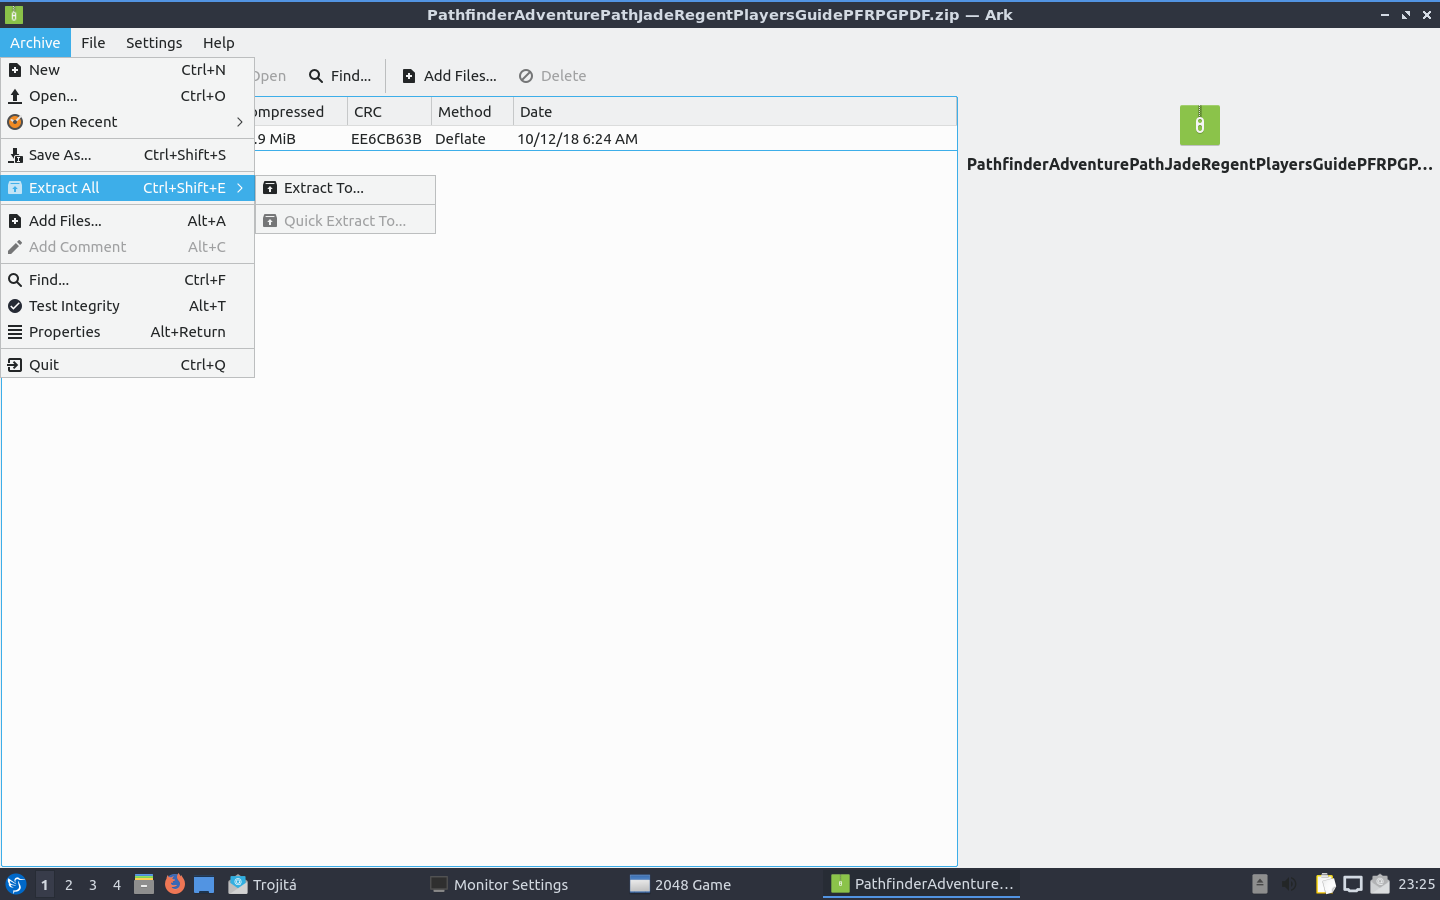 PathfinderAdventurePathJadeRegentPlayersGuidePFRPGPDF.zip — Ark
Archive File Settings Help
New Ctrl+N
Open... Ctrl+O
Open Recent
Save As... Ctrl+Shift+S
Extract All Ctrl+Shift+E
Add Files... Alt+A
Add Comment Alt+C
Find... Ctrl+F
Test Integrity Alt+T
Properties Alt+Return
Quit Ctrl+Q
Extract To...
Quick Extract To...
Find... Add Files... Delete
CRC Method Date
.9 MiB EE6CB63B Deflate 10/12/18 6:24 AM
PathfinderAdventurePathJadeRegentPlayersGuidePFRPGP...
1 2 3 4 Trojitá Monitor Settings 2048 Game PathfinderAdventure... 23:25